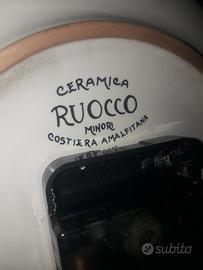 CERAMICA
RUOCCO
MINORI
COSTIERA AMALFITANA
subito